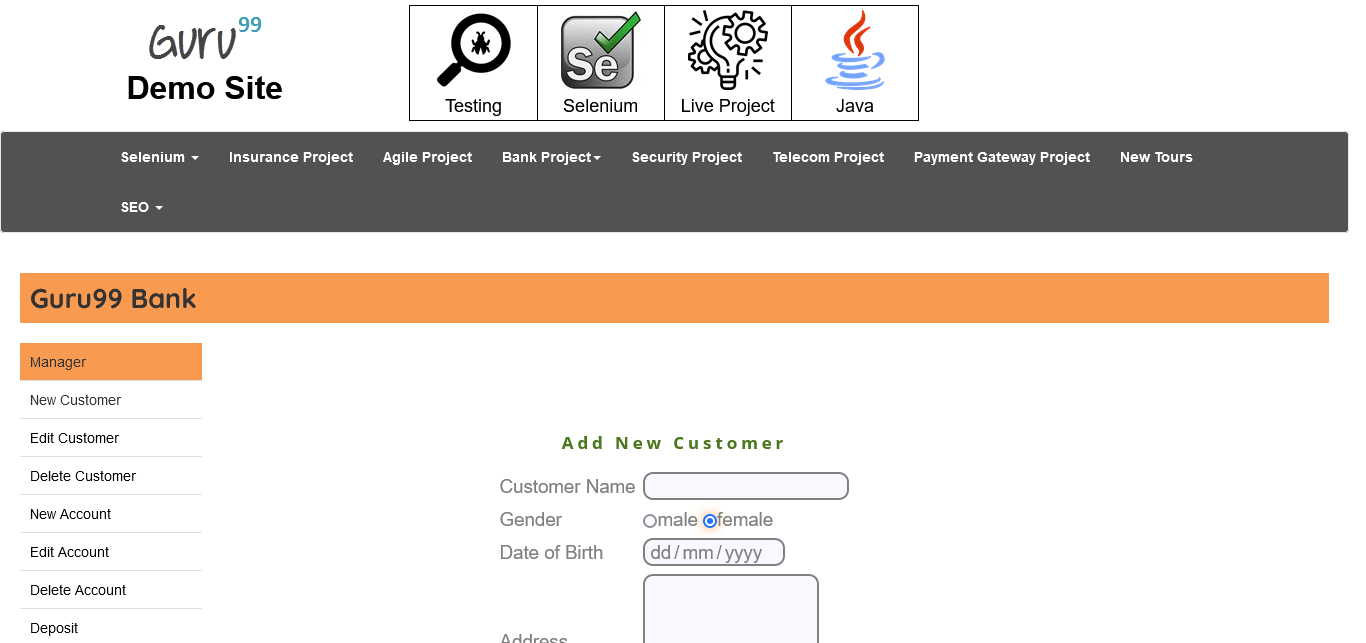 Guru99
Demo Site
Testing
Se
Selenium
Live Project
Java
Selenium Insurance Project Agile Project Bank Project Security Project Telecom Project Payment Gateway Project New Tours
SEO
Guru99 Bank
Manager
New Customer
Edit Customer
Delete Customer
New Account
Edit Account
Delete Account
Deposit
Add New Customer
Customer Name
Gender male female
Date of Birth dd/mm/yyyy
Address